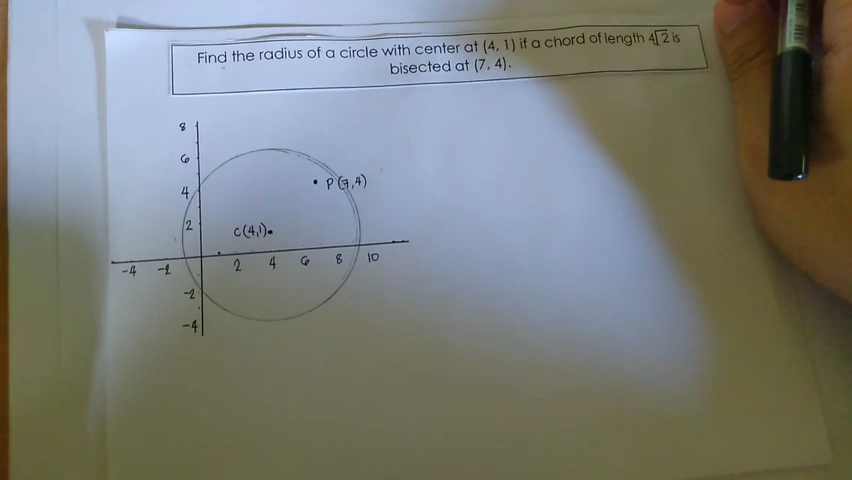 Find the radius of a circle with center at (4, 1) if a chord of length 4√2 is
bisected at (7, 4).
8
6
4
P(7,4)
2
C(4,1)
-4 -2 2 4 6 8 10
-2
-4